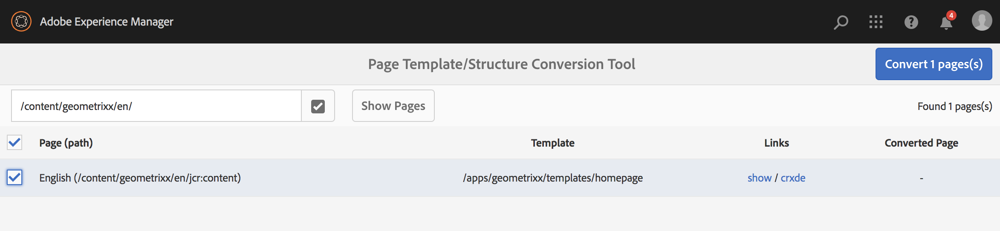 Adobe Experience Manager
4
Page Template/Structure Conversion Tool
Convert 1 pages(s)
/content/geometrixx/en/
Show Pages
Found 1 pages(s)
Page (path) Template Links Converted Page
English (/content/geometrixx/en/jcr:content) /apps/geometrixx/templates/homepage show / crxde -